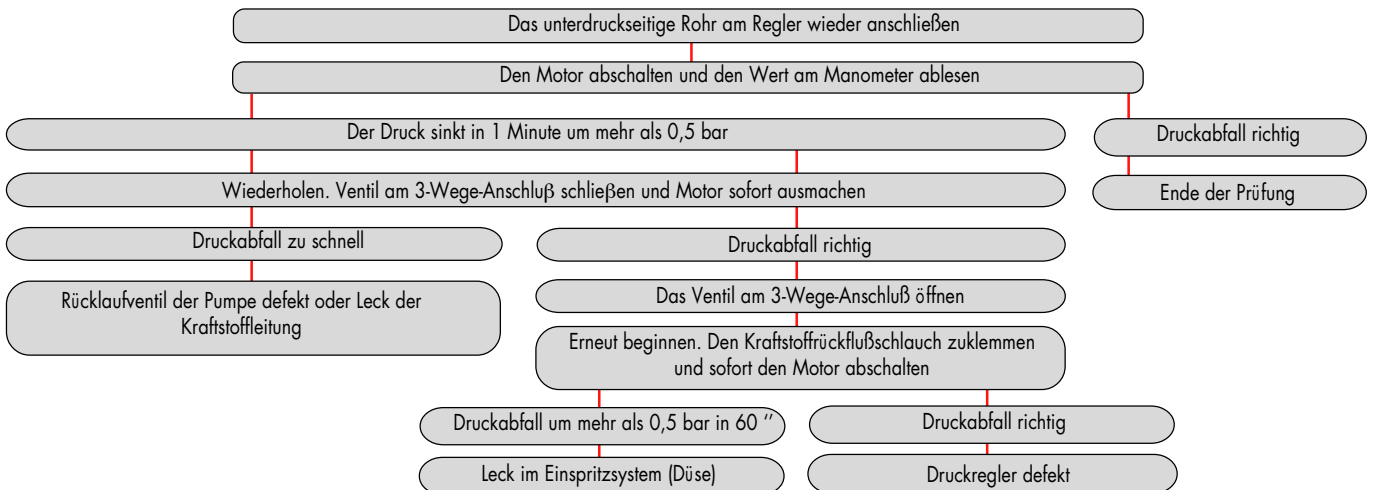 Das unterdruckseitige Rohr am Regler wieder anschließen
Den Motor abschalten und den Wert am Manometer ablesen
Der Druck sinkt in 1 Minute um mehr als 0,5 bar
Druckabfall richtig
Wiederholen. Ventil am 3-Wege-Anschluß schließen und Motor sofort ausmachen
Ende der Prüfung
Druckabfall zu schnell
Druckabfall richtig
Rücklaufventil der Pumpe defekt oder Leck der
Kraftstoffleitung
Das Ventil am 3-Wege-Anschluß öffnen
Erneut beginnen. Den Kraftstoffrückflußschlauch zuklemmen
und sofort den Motor abschalten
Druckabfall um mehr als 0,5 bar in 60 ‘’
Druckabfall richtig
Leck im Einspritzsystem (Düse)
Druckregler defekt